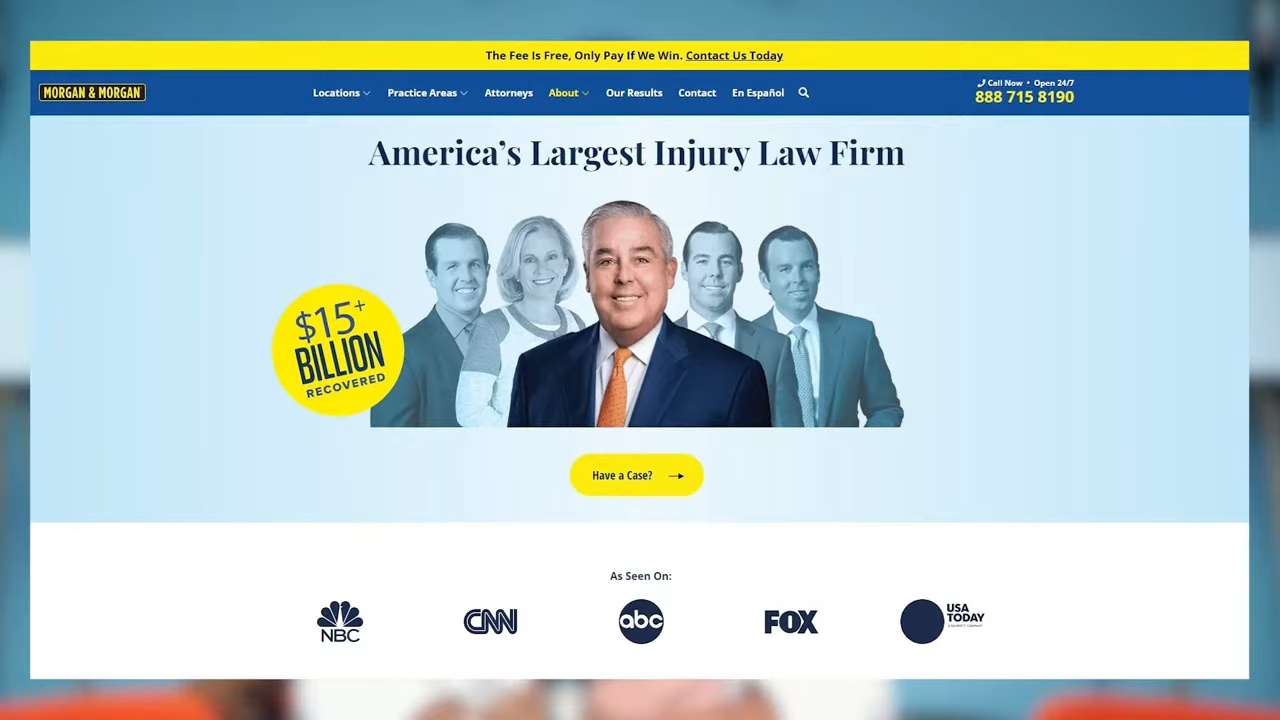 The Fee Is Free, Only Pay If We Win. Contact Us Today
MORGAN & MORGAN
Locations
Practice Areas
Attorneys
About
Our Results
Contact
En Español
Call Now • Open 24/7
888 715 8190
America's Largest Injury Law Firm
$15+
BILLION
RECOVERED
Have a Case?
As Seen On:
NBC
CNN
abc
FOX
USA
TODAY